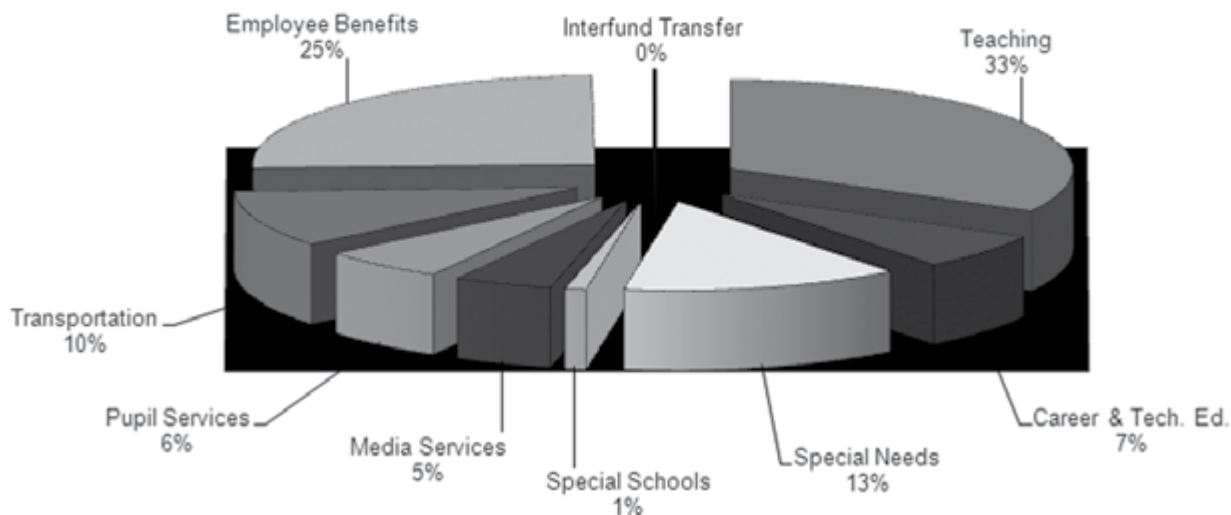 Employee Benefits
25%
Interfund Transfer
0%
Teaching
33%
Transportation
10%
Pupil Services
6%
Media Services
5%
Special Schools
1%
Special Needs
13%
Career & Tech. Ed.
7%